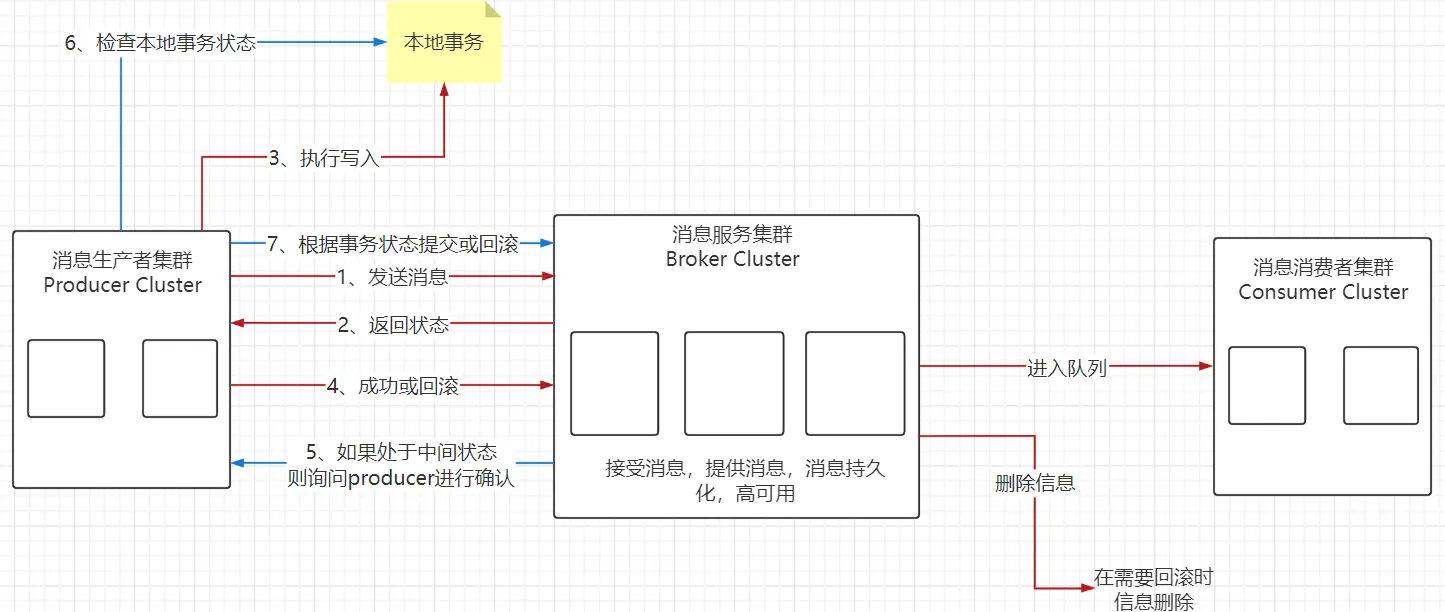 6、检查本地事务状态
本地事务
3、执行写入
消息生产者集群
Producer Cluster
7、根据事务状态提交或回滚
1、发送消息
2、返回状态
4、成功或回滚
5、如果处于中间状态
则询问producer进行确认
消息服务集群
Broker Cluster
接受消息，提供消息，消息持久
化，高可用
进入队列
删除信息
在需要回滚时
信息删除
消息消费者集群
Consumer Cluster